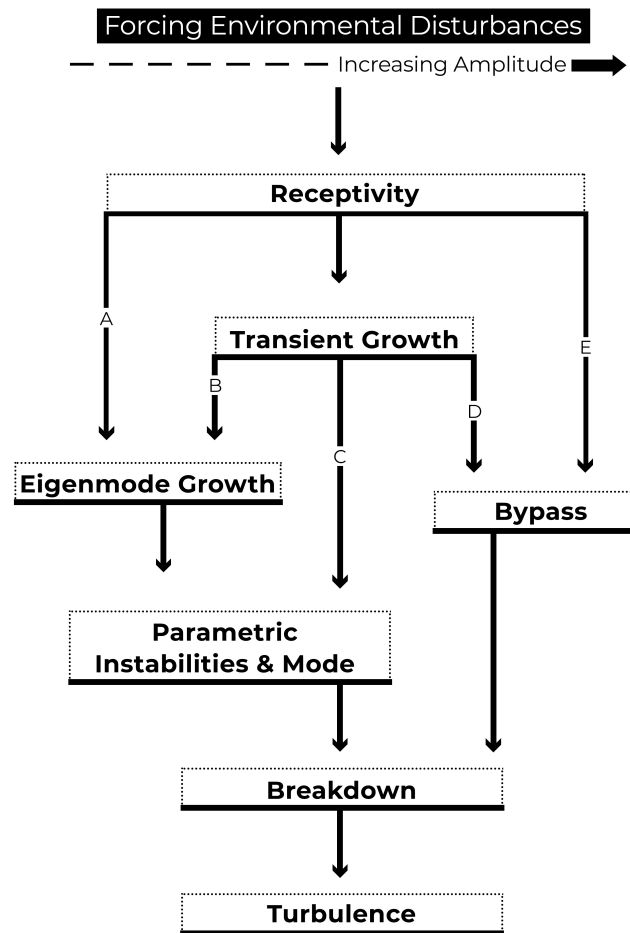 Forcing Environmental Disturbances
Increasing Amplitude
Receptivity
A
Transient Growth
E
B
D
C
Eigenmode Growth
Bypass
Parametric
Instabilities & Mode
Breakdown
Turbulence